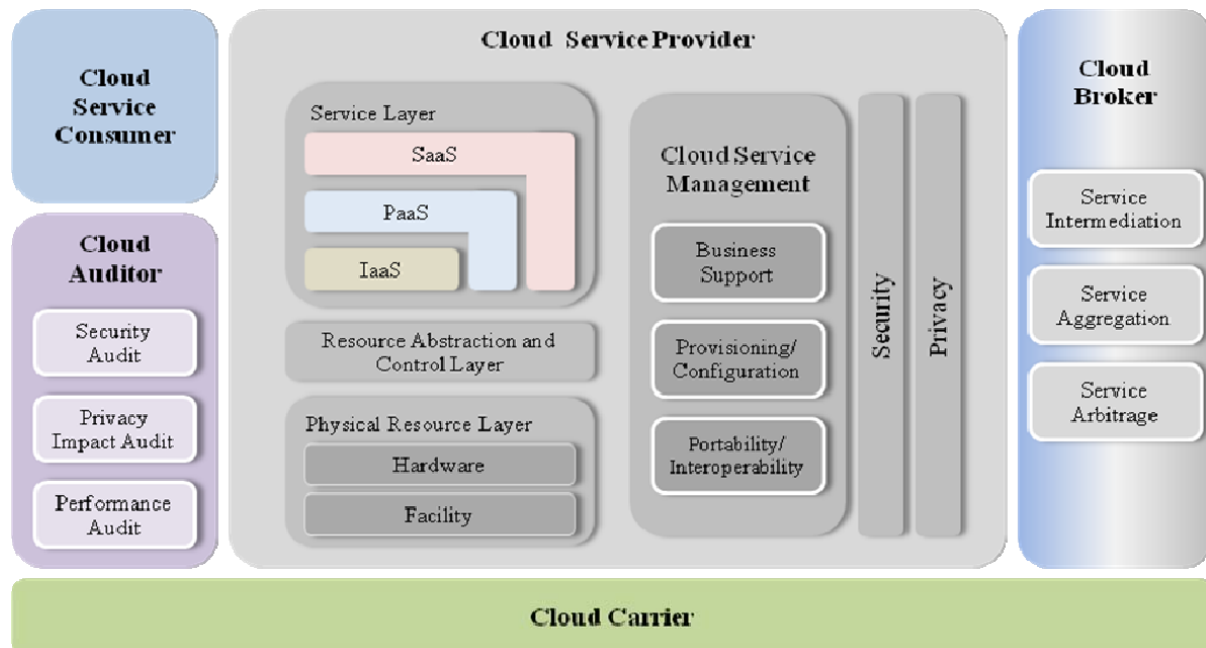 Cloud
Service
Consumer
Cloud
Auditor
Security
Audit
Privacy
Impact Audit
Performance
Audit
Cloud Service Provider
Service Layer
SaaS
PaaS
IaaS
Resource Abstraction and
Control Layer
Physical Resource Layer
Hardware
Facility
Cloud Service
Management
Business
Support
Provisioning/
Configuration
Portability/
Interoperability
Security
Privacy
Cloud
Broker
Service
Intermediation
Service
Aggregation
Service
Arbitrage
Cloud Carrier